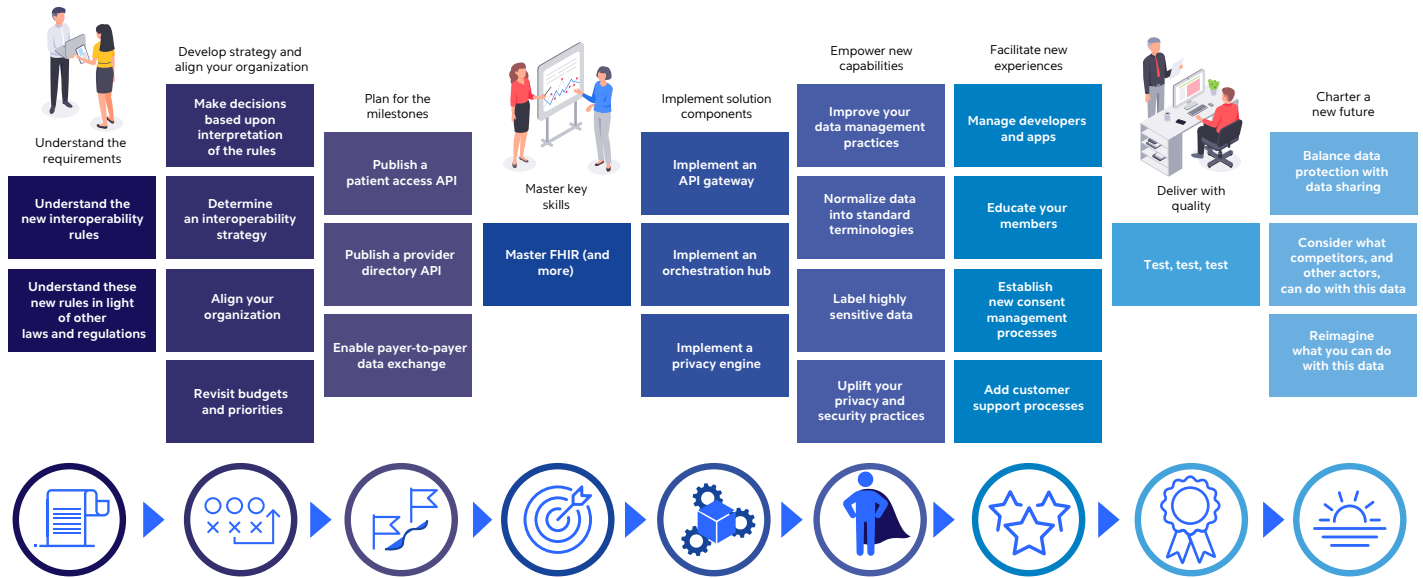 Understand the
requirements
Understand the
new interoperability
rules
Understand these
new rules in light
of other
laws and regulations
Develop strategy and
align your organization
Make decisions
based upon
interpretation
of the rules
Determine
an interoperability
strategy
Align your
organization
Revisit budgets
and priorities
Plan for the
milestones
Publish a
patient access API
Publish a provider
directory API
Enable payer-to-payer
data exchange
Master key
skills
Master FHIR (and
more)
Implement solution
components
Implement an
API gateway
Implement an
orchestration hub
Implement a
privacy engine
Empower new
capabilities
Improve your
data management
practices
Normalize data
into standard
terminologies
Label highly
sensitive data
Uplift your
privacy and
security practices
Facilitate new
experiences
Manage developers
and apps
Educate your
members
Establish
new consent
management
processes
Add customer
support processes
Deliver with
quality
Test, test, test
Charter a
new future
Balance data
protection with
data sharing
Consider what
competitors, and
other actors,
can do with this data
Reimagine
what you can do
with this data